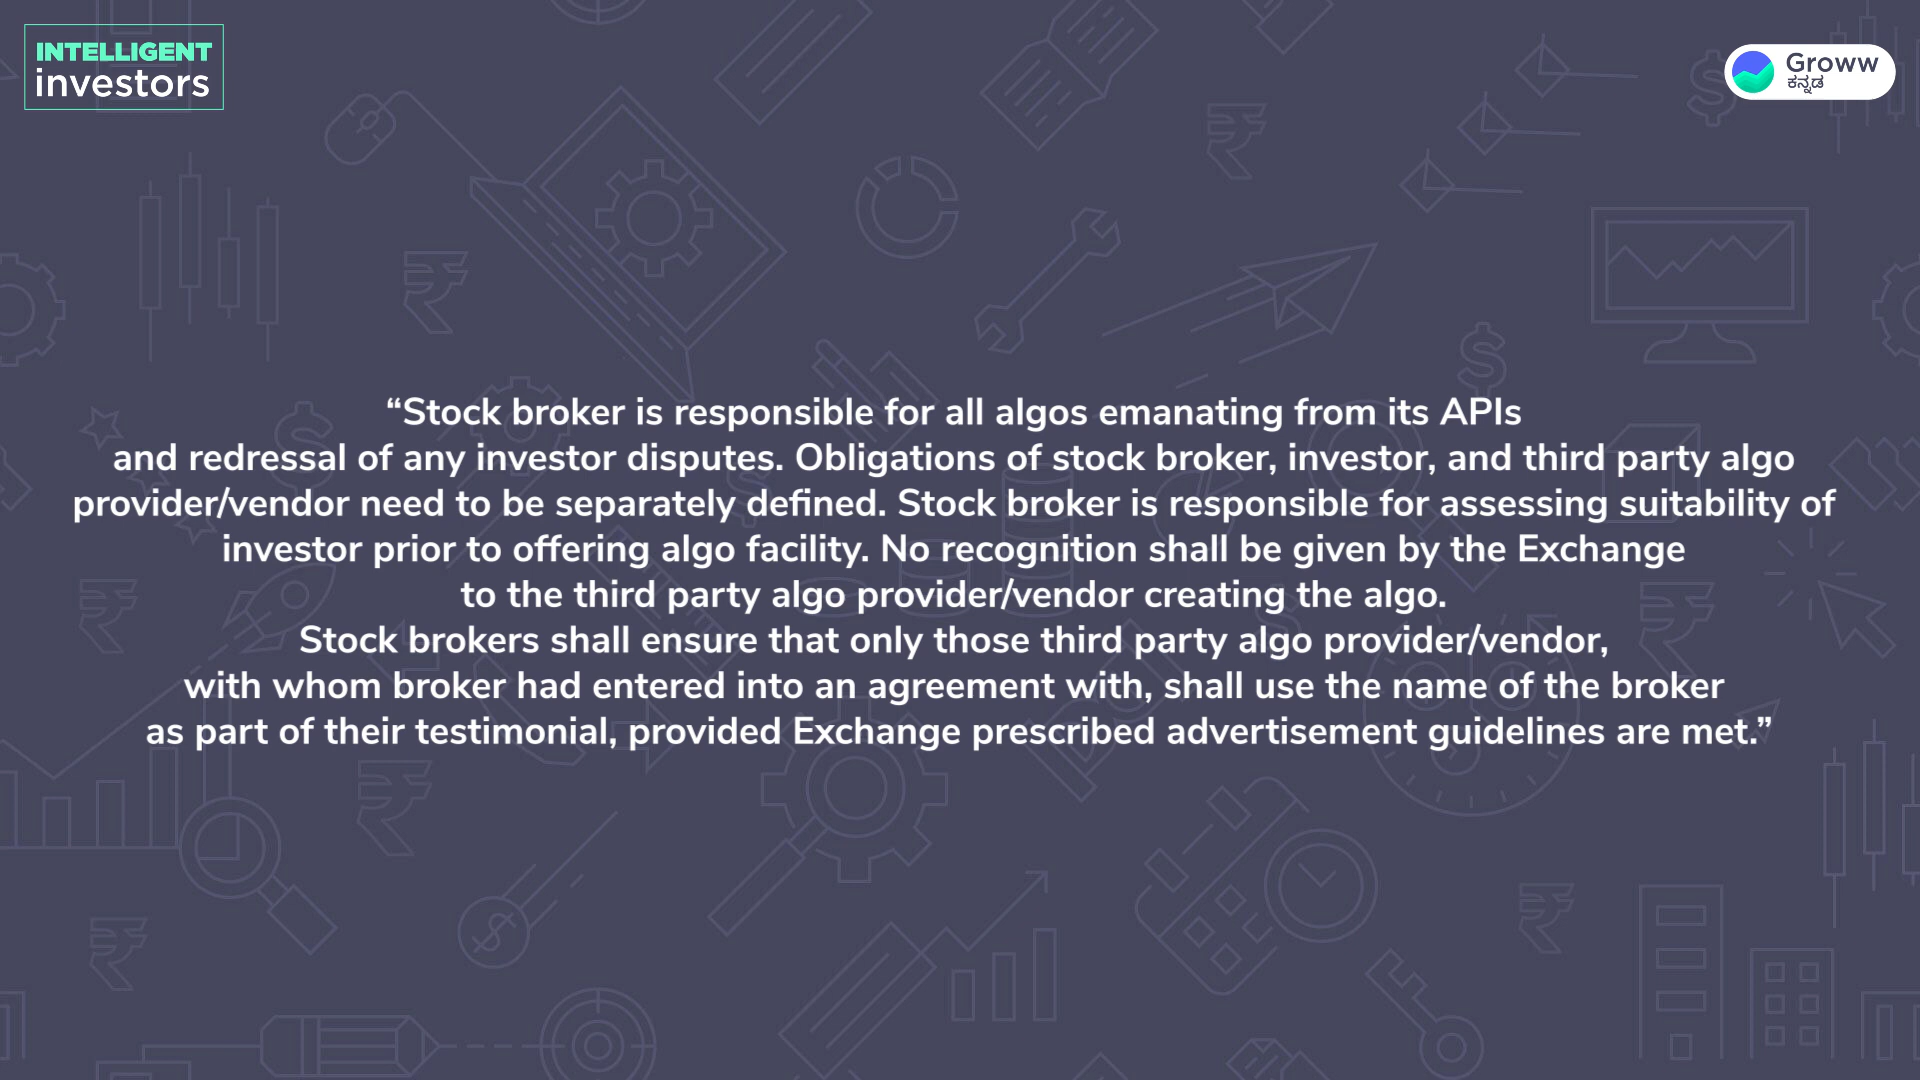 INTELLIGENT
investors
Groww
ಕನ್ನಡ
“Stock broker is responsible for all algos emanating from its APIs
and redressal of any investor disputes. Obligations of stock broker, investor, and third party algo
provider/vendor need to be separately defined. Stock broker is responsible for assessing suitability of
investor prior to offering algo facility. No recognition shall be given by the Exchange
to the third party algo provider/vendor creating the algo.
Stock brokers shall ensure that only those third party algo provider/vendor,
with whom broker had entered into an agreement with, shall use the name of the broker
as part of their testimonial, provided Exchange prescribed advertisement guidelines are met.”